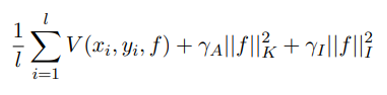 $\frac{1}{l} \sum_{i=1}^{l} V(x_i, y_i, f) + \gamma_A ||f||_K^2 + \gamma_I ||f||_I^2$